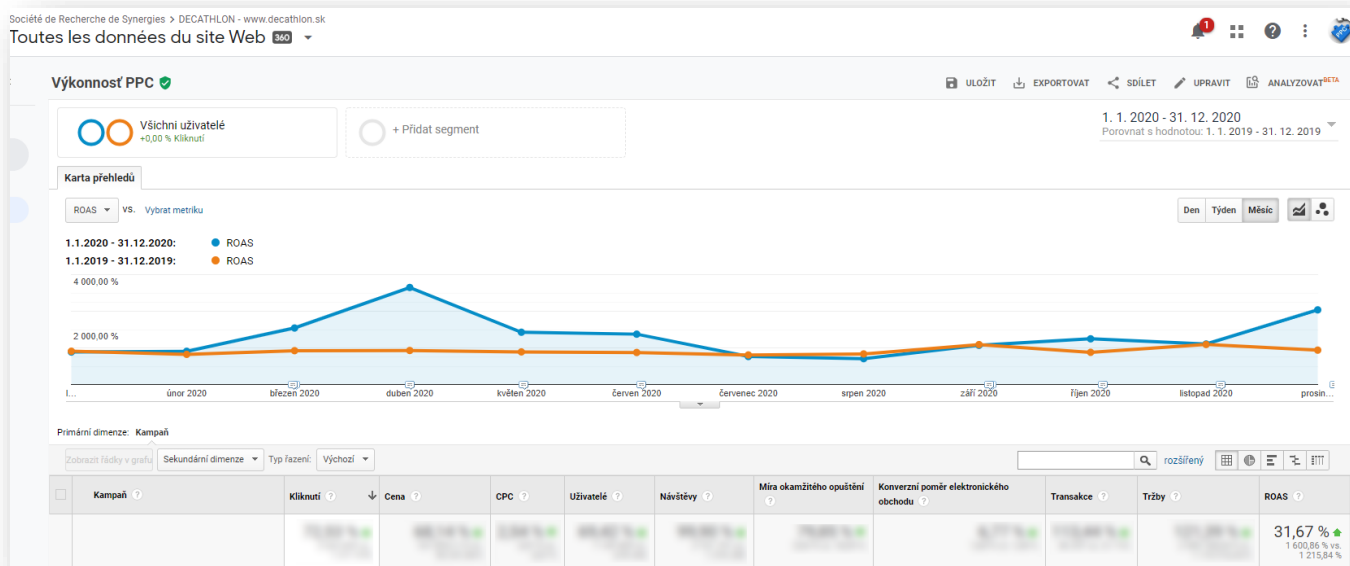 Société de Recherche de Synergies > DECATHLON - www.decathlon.sk
Toutes les données du site Web 360
1
Výkonnosť PPC
ULOŽIT EXPORTOVAT SDÍLET UPRAVIT ANALYZOVAT BETA
Všichni uživatelé
+0,00 % Kliknutí
+ Přidat segment
1. 1. 2020 - 31. 12. 2020
Porovnat s hodnotou: 1. 1. 2019 - 31. 12. 2019
Karta přehledů
ROAS VS. Vybrat metriku
Den Týden Měsíc
1.1.2020 - 31.12.2020: ROAS
1.1.2019 - 31.12.2019: ROAS
4 000,00 %
2 000,00 %
l... únor 2020 březen 2020 duben 2020 květen 2020 červen 2020 červenec 2020 srpen 2020 září 2020 říjen 2020 listopad 2020 prosin...
Primární dimenze: Kampaň
Zobrazit řádky v grafu Sekundární dimenze Typ řazení: Výchozí rozšířený
Kampaň ? Kliknutí ? Cena ? CPC ? Uživatelé ? Návštěvy ? Míra okamžitého opuštění ? Konverzní poměr elektronického obchodu ? Transakce ? Tržby ? ROAS ?
31,67 %
1 600,86 % vs.
1 215,84 %